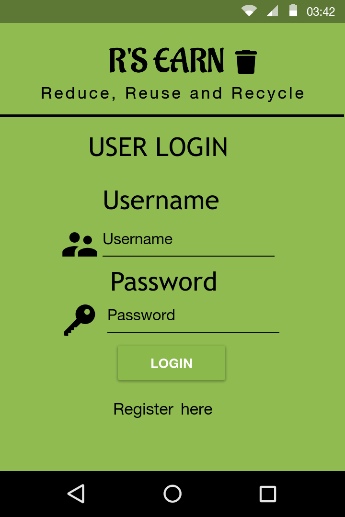 03:42
R'S EARN
Reduce, Reuse and Recycle
USER LOGIN
Username
Username
Password
Password
LOGIN
Register here